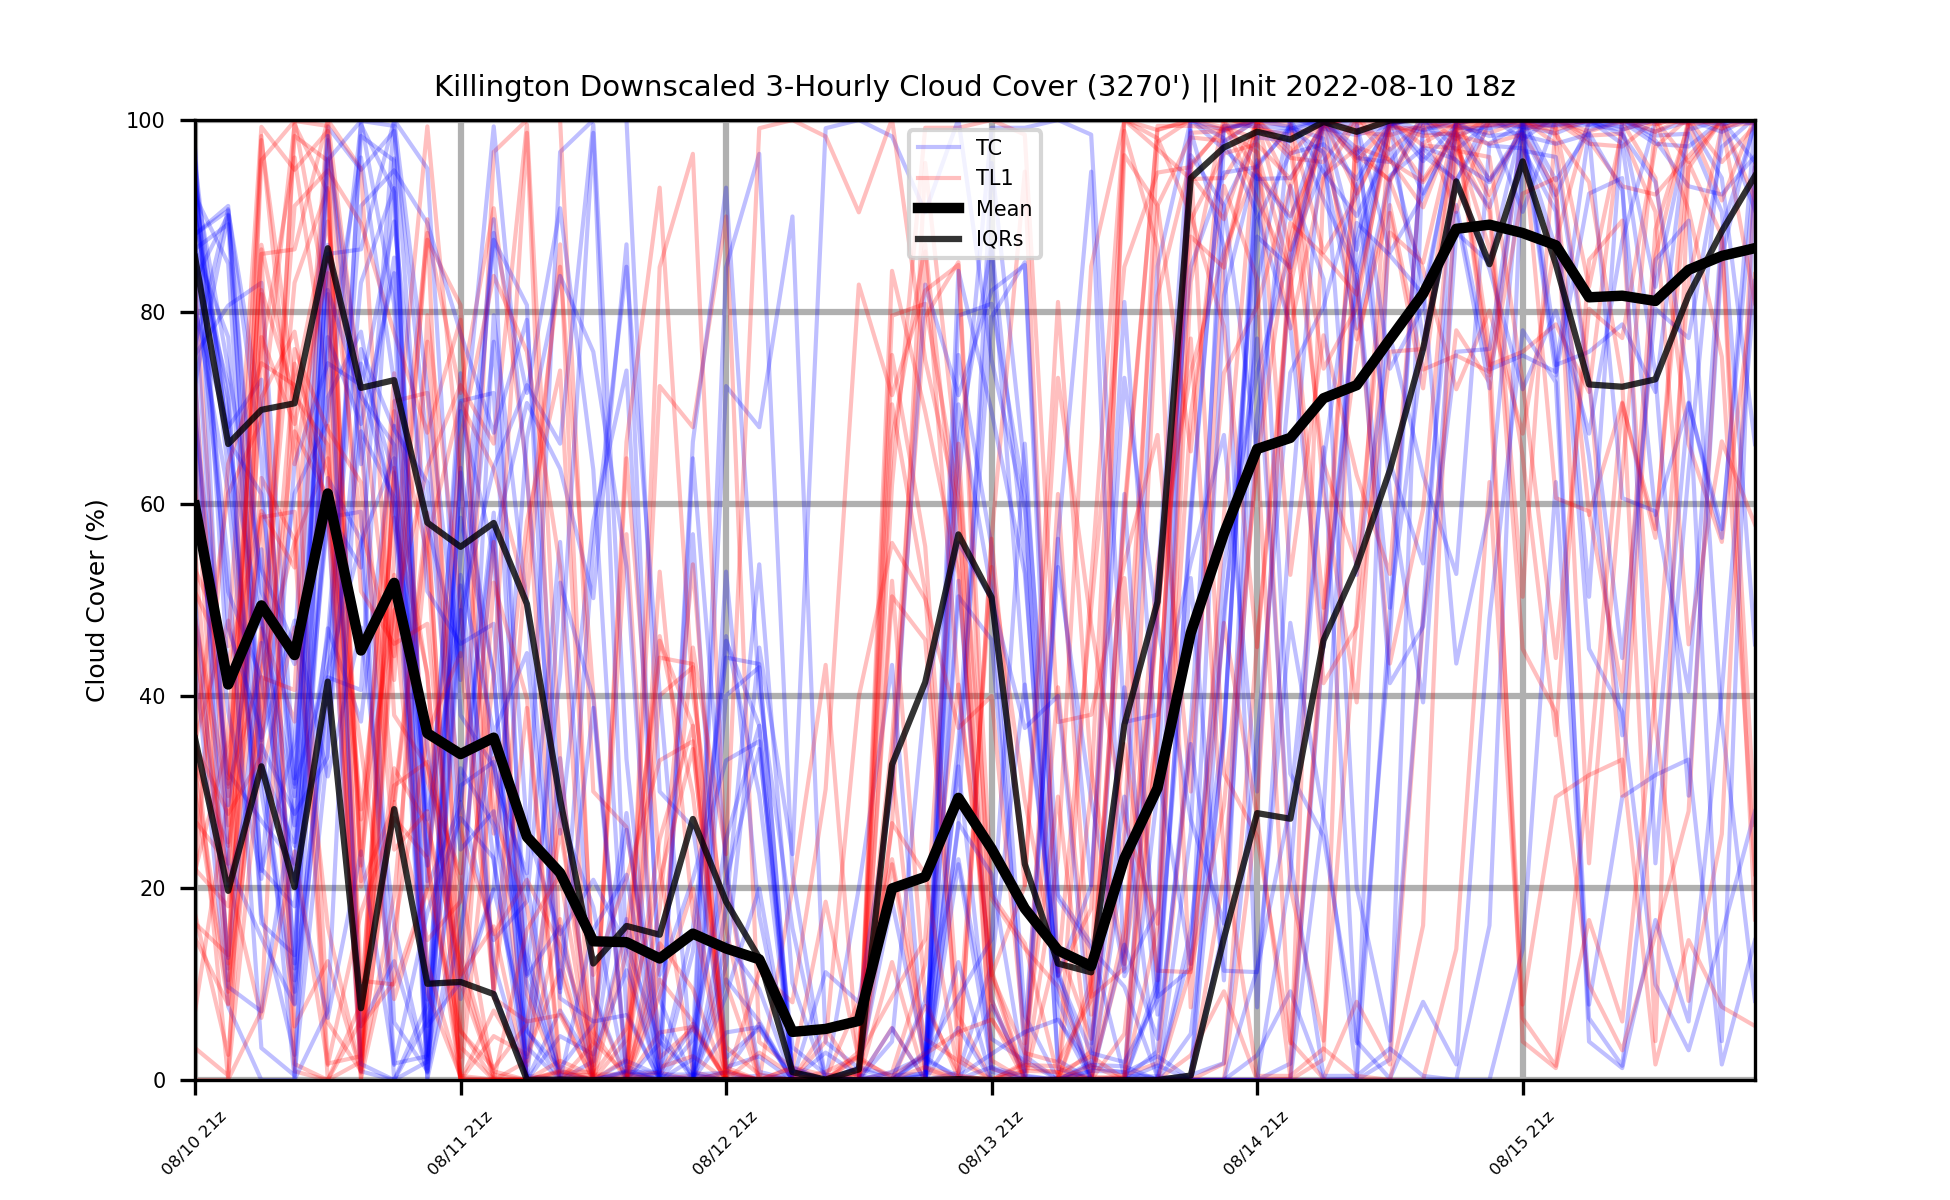 Killington Downscaled 3-Hourly Cloud Cover (3270') || Init 2022-08-10 18z
Cloud Cover (%)
100
80
60
40
20
0
TC
TL1
Mean
IQRs
08/10 21z
08/11 21z
08/12 21z
08/13 21z
08/14 21z
08/15 21z